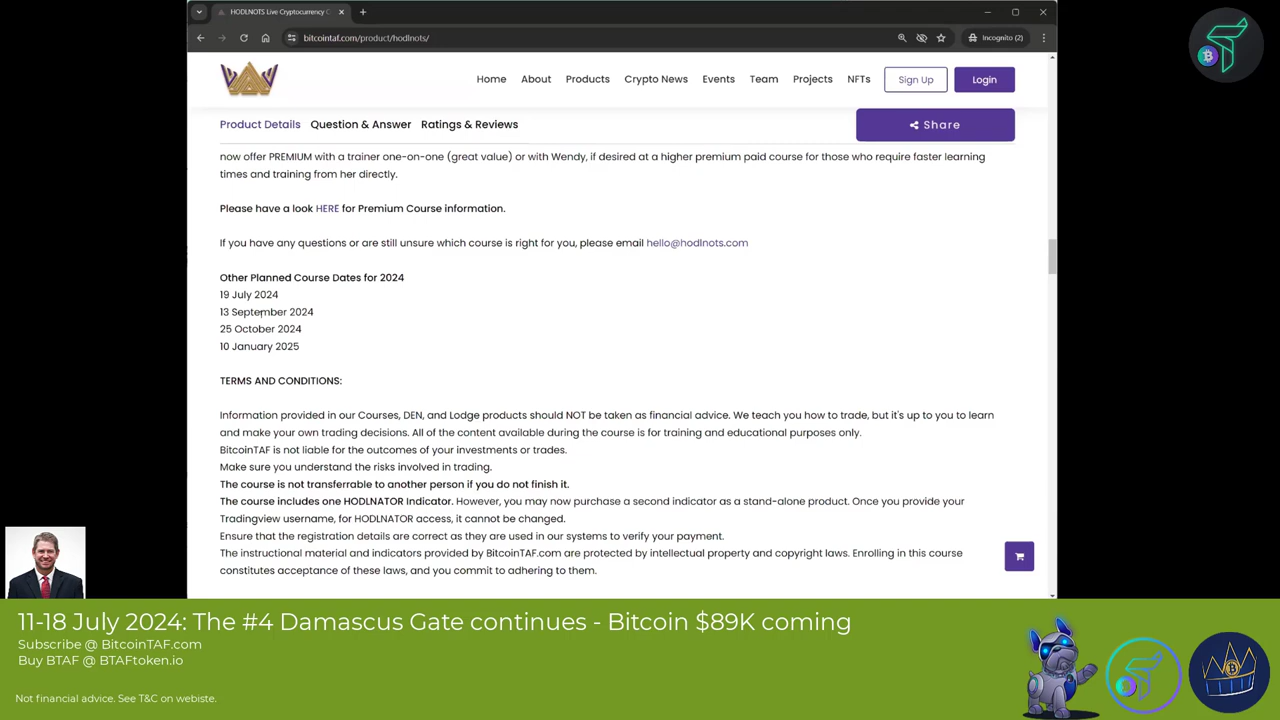 HODLNOTS Live Cryptocurrency C
bitcointaf.com/product/hodlnots/
Incognito (2)
Home About Products Crypto News Events Team Projects NFTs Sign Up Login
Product Details Question & Answer Ratings & Reviews Share
now offer PREMIUM with a trainer one-on-one (great value) or with Wendy, if desired at a higher premium paid course for those who require faster learning
times and training from her directly.
Please have a look HERE for Premium Course information.
If you have any questions or are still unsure which course is right for you, please email hello@hodlnots.com
Other Planned Course Dates for 2024
19 July 2024
13 September 2024
25 October 2024
10 January 2025
TERMS AND CONDITIONS:
Information provided in our Courses, DEN, and Lodge products should NOT be taken as financial advice. We teach you how to trade, but it's up to you to learn
and make your own trading decisions. All of the content available during the course is for training and educational purposes only.
BitcoinTAF is not liable for the outcomes of your investments or trades.
Make sure you understand the risks involved in trading.
The course is not transferrable to another person if you do not finish it.
The course includes one HODLNATOR Indicator. However, you may now purchase a second indicator as a stand-alone product. Once you provide your
Tradingview username, for HODLNATOR access, it cannot be changed.
Ensure that the registration details are correct as they are used in our systems to verify your payment.
The instructional material and indicators provided by BitcoinTAF.com are protected by intellectual property and copyright laws. Enrolling in this course
constitutes acceptance of these laws, and you commit to adhering to them.
11-18 July 2024: The #4 Damascus Gate continues - Bitcoin $89K coming
Subscribe @ BitcoinTAF.com
Buy BTAF @ BTAFtoken.io
Not financial advice. See T&C on webiste.